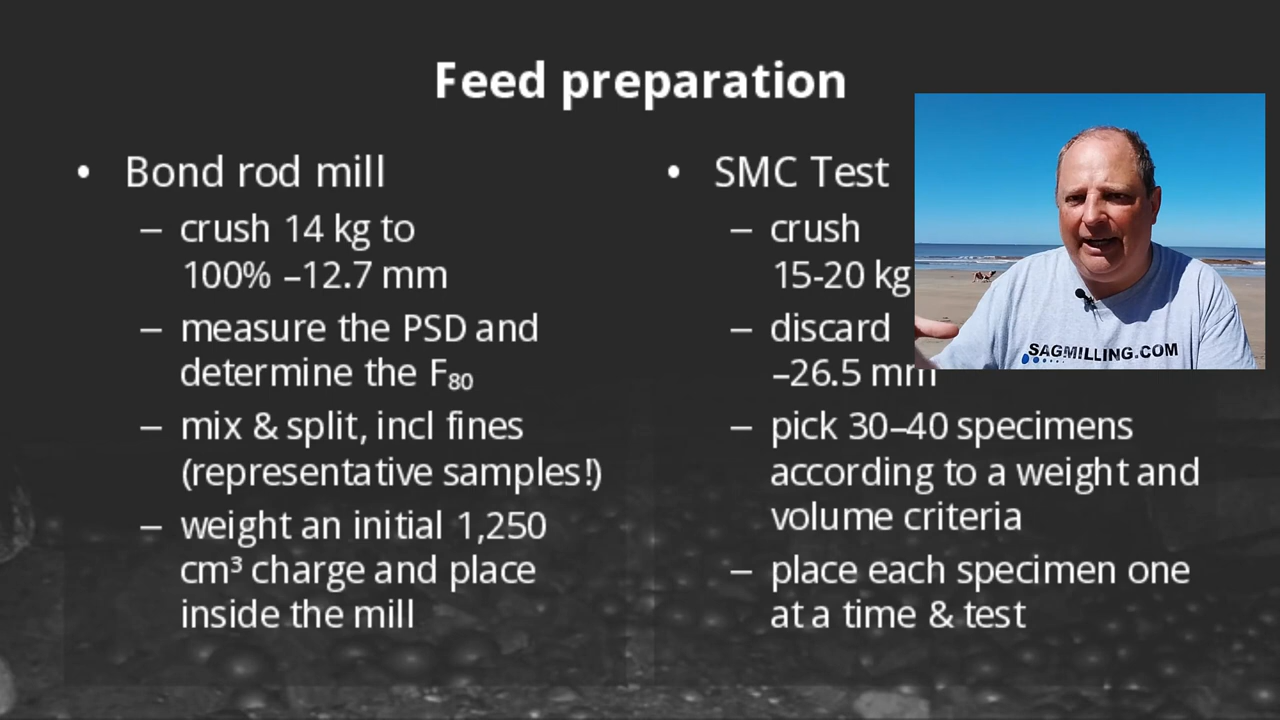 Feed preparation
• Bond rod mill
– crush 14 kg to
100% –12.7 mm
– measure the PSD and
determine the F₈₀
– mix & split, incl fines
(representative samples!)
– weight an initial 1,250
cm³ charge and place
inside the mill
• SMC Test
– crush
15-20 kg
– discard
–26.5 mm
– pick 30–40 specimens
according to a weight and
volume criteria
– place each specimen one
at a time & test
SAGMILLING.COM